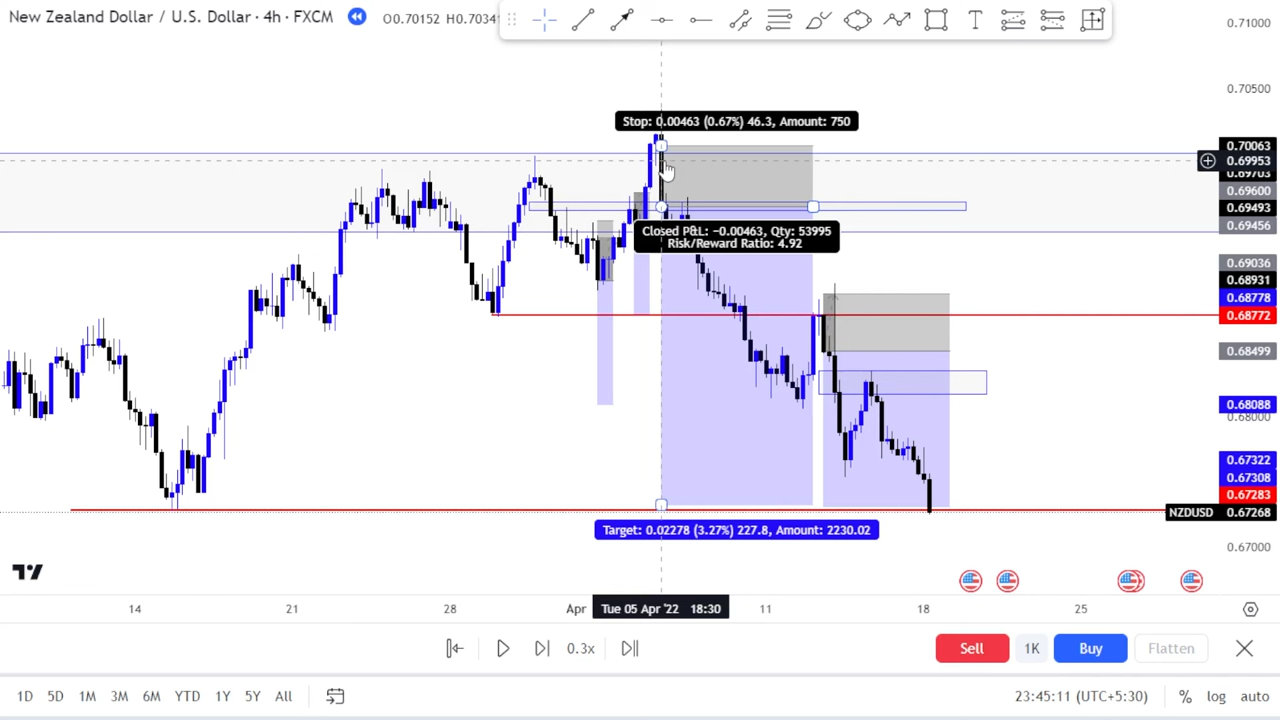 New Zealand Dollar / U.S. Dollar · 4h · FXCM O0.70152 H0.7034
0.71000
0.70500
Stop: 0.00463 (0.67%) 46.3, Amount: 750
0.70063
0.69953
0.69703
0.69600
0.69493
0.69456
Closed P&L: −0.00463, Qty: 53995
Risk/Reward Ratio: 4.92
0.69036
0.68931
0.68778
0.68772
0.68499
0.68088
0.68000
0.67322
0.67308
0.67283
NZDUSD 0.67268
Target: 0.02278 (3.27%) 227.8, Amount: 2230.02
0.67000
14 21 28 Apr Tue 05 Apr '22 18:30 11 18 25
0.3x Sell 1K Buy Flatten
1D 5D 1M 3M 6M YTD 1Y 5Y All 23:45:11 (UTC+5:30) % log auto